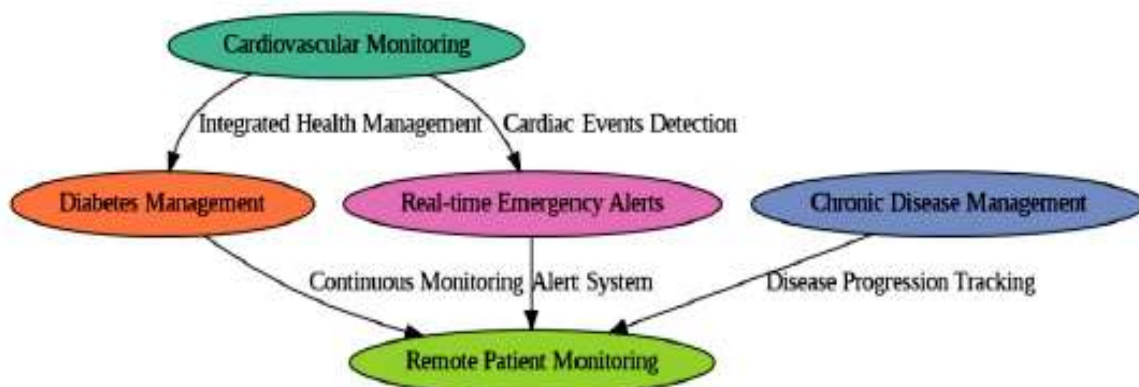 Cardiovascular Monitoring
Integrated Health Management
Cardiac Events Detection
Diabetes Management
Real-time Emergency Alerts
Chronic Disease Management
Continuous Monitoring
Alert System
Disease Progression Tracking
Remote Patient Monitoring